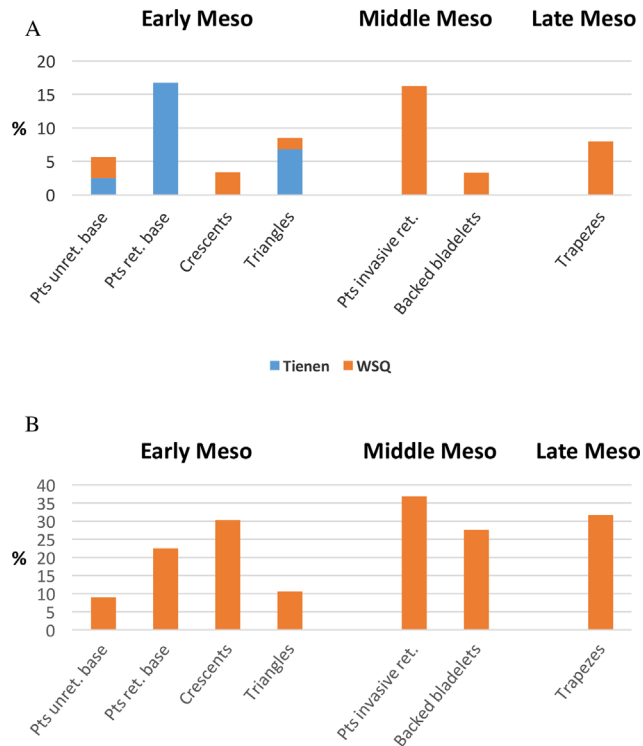 A
Early Meso Middle Meso Late Meso
20
15
%
10
5
0
Pts unret. base
Pts ret. base
Crescents
Triangles
Pts invasive ret.
Backed bladelets
Trapezes
Tienen WSQ
B
Early Meso Middle Meso Late Meso
40
35
30
25
%
20
15
10
5
0
Pts unret. base
Pts ret. base
Crescents
Triangles
Pts invasive ret.
Backed bladelets
Trapezes